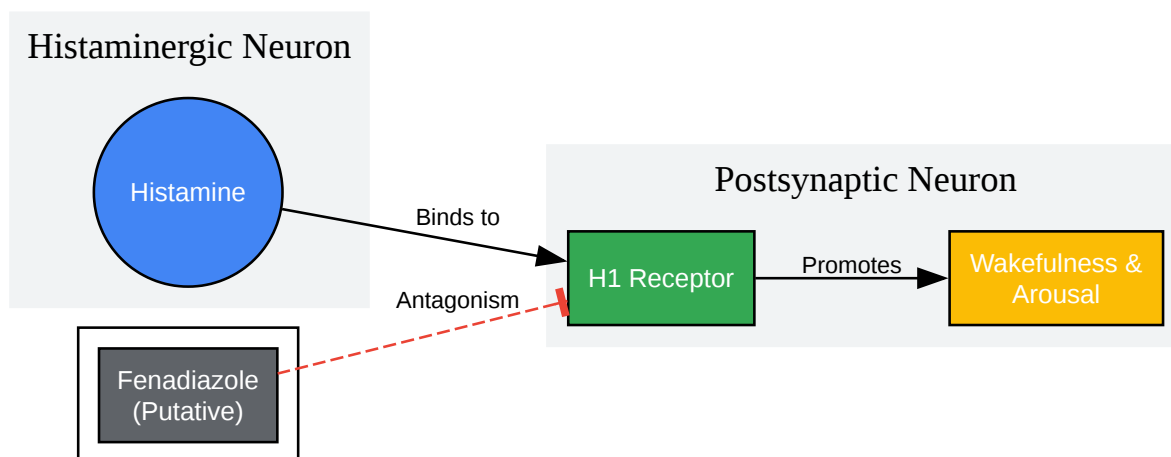 Histaminergic Neuron
Histamine
Binds to
Postsynaptic Neuron
H1 Receptor
Promotes
Wakefulness &
Arousal
Antagonism
Fenadiazole
(Putative)